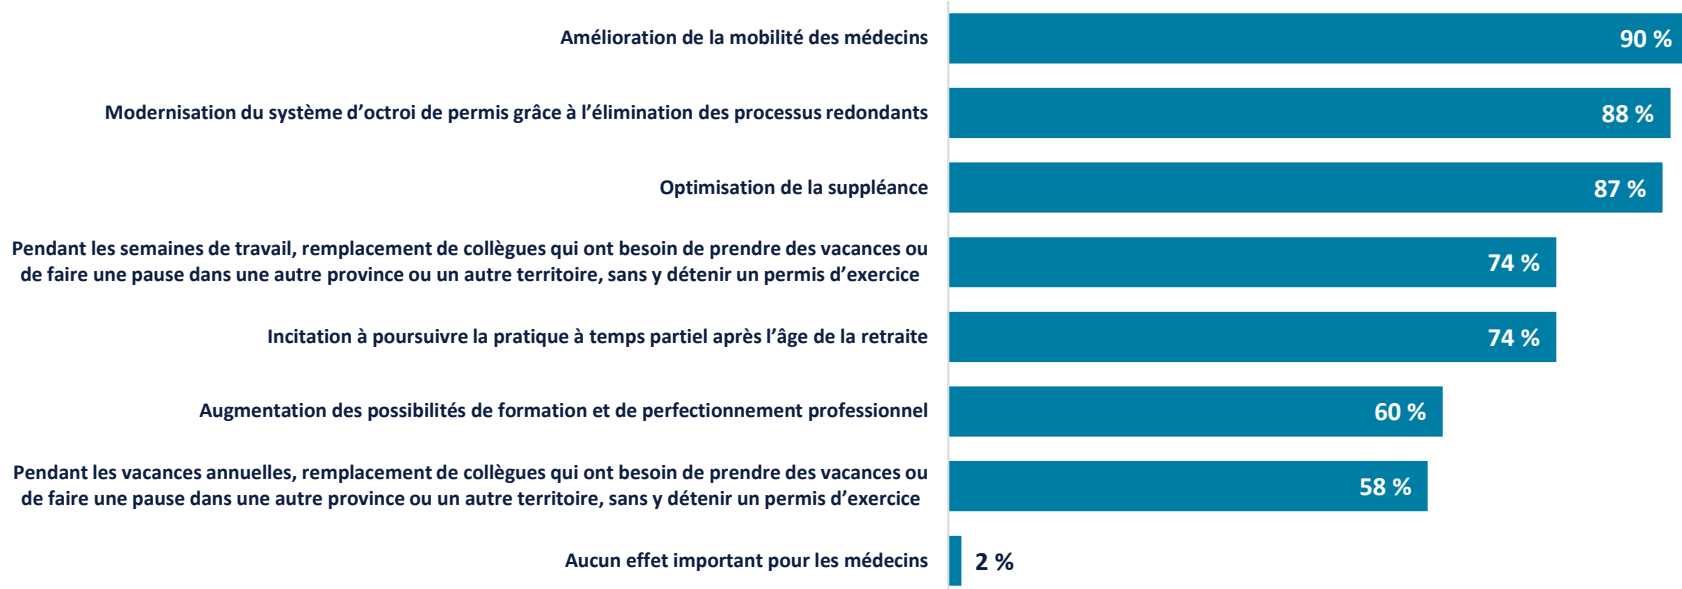 Amélioration de la mobilité des médecins
90 %
Modernisation du système d’octroi de permis grâce à l’élimination des processus redondants
88 %
Optimisation de la suppléance
87 %
Pendant les semaines de travail, remplacement de collègues qui ont besoin de prendre des vacances ou
de faire une pause dans une autre province ou un autre territoire, sans y détenir un permis d’exercice
74 %
Incitation à poursuivre la pratique à temps partiel après l’âge de la retraite
74 %
Augmentation des possibilités de formation et de perfectionnement professionnel
60 %
Pendant les vacances annuelles, remplacement de collègues qui ont besoin de prendre des vacances ou
de faire une pause dans une autre province ou un autre territoire, sans y détenir un permis d’exercice
58 %
Aucun effet important pour les médecins
2 %